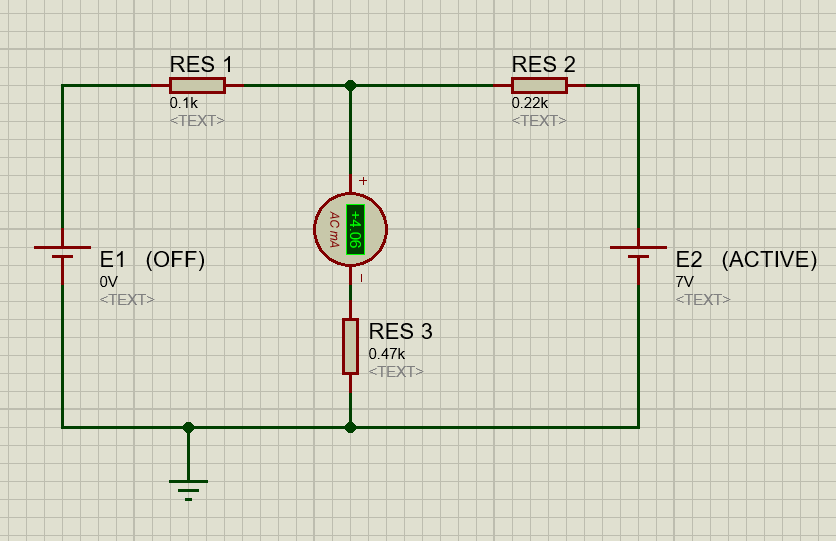 RES 1
0.1k
<TEXT>
RES 2
0.22k
<TEXT>
+
+4.06
AC mA
–
E1 (OFF)
0V
<TEXT>
E2 (ACTIVE)
7V
<TEXT>
RES 3
0.47k
<TEXT>